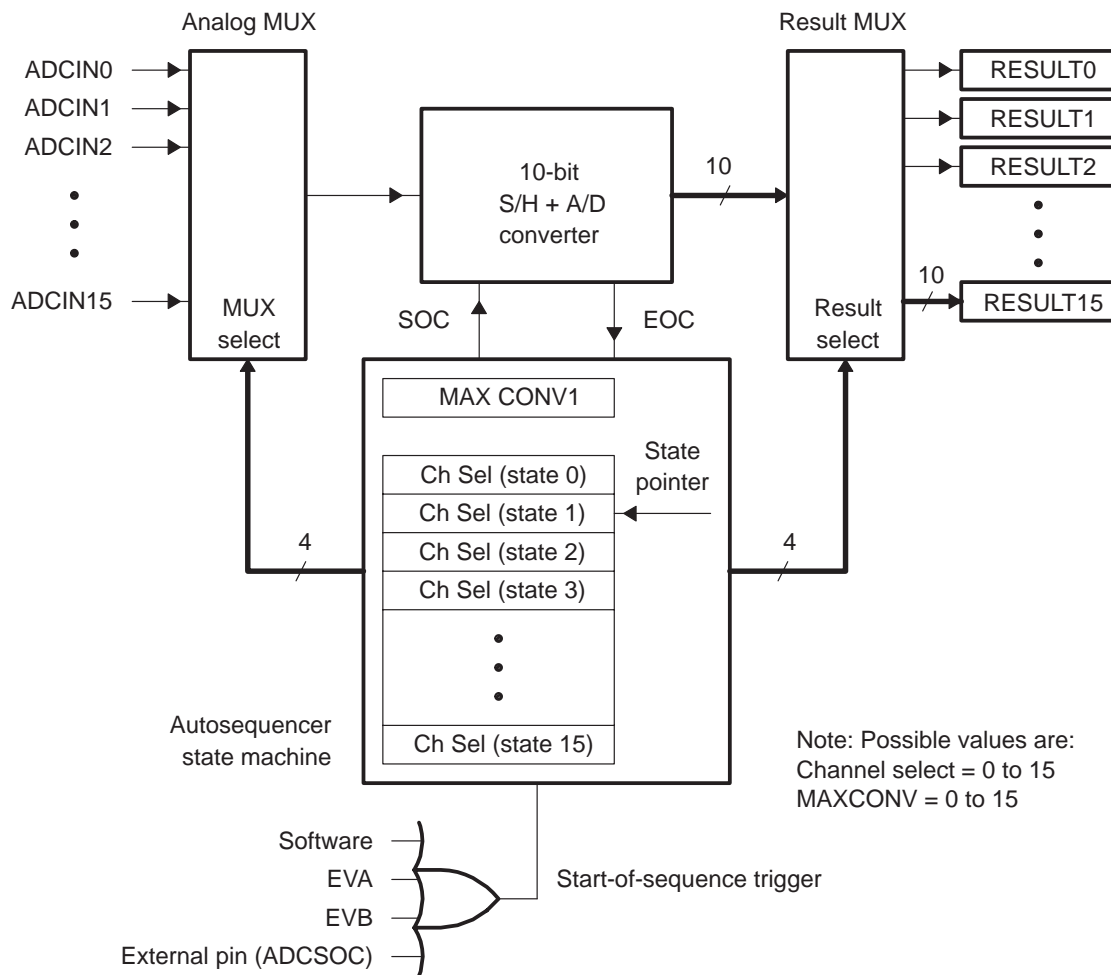 Analog MUX
Result MUX
ADCIN0
ADCIN1
ADCIN2
ADCIN15
MUX
select
10-bit
S/H + A/D
converter
10
Result
select
RESULT0
RESULT1
RESULT2
10
RESULT15
SOC
EOC
MAX CONV1
Ch Sel (state 0)
Ch Sel (state 1)
Ch Sel (state 2)
Ch Sel (state 3)
Ch Sel (state 15)
State
pointer
4
4
Autosequencer
state machine
Note: Possible values are:
Channel select = 0 to 15
MAXCONV = 0 to 15
Software
EVA
EVB
External pin (ADCSOC)
Start-of-sequence trigger